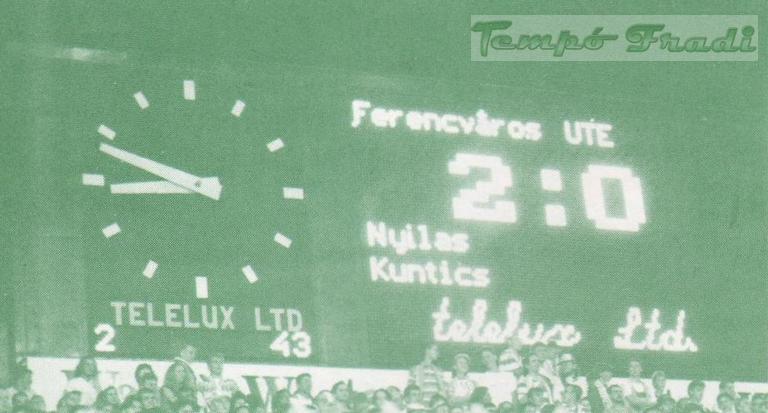 Tempó Fradi
Ferencváros UTE
2:0
Nyilas
Kuntics
TELELUX LTD
telelux Ltd.
2 43